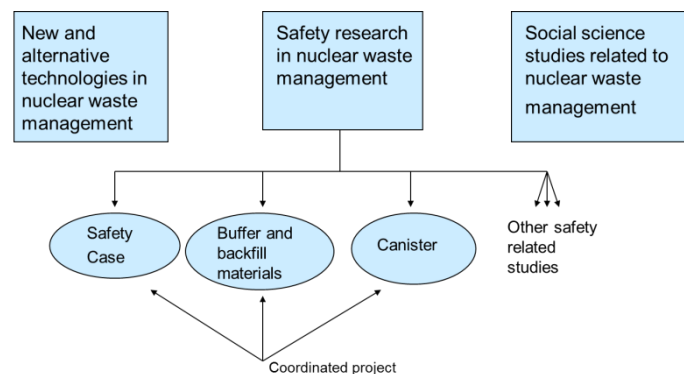 New and
alternative
technologies in
nuclear waste
management
Safety research
in nuclear waste
management
Social science
studies related to
nuclear waste
management
Safety
Case
Buffer and
backfill
materials
Canister
Other safety
related
studies
Coordinated project